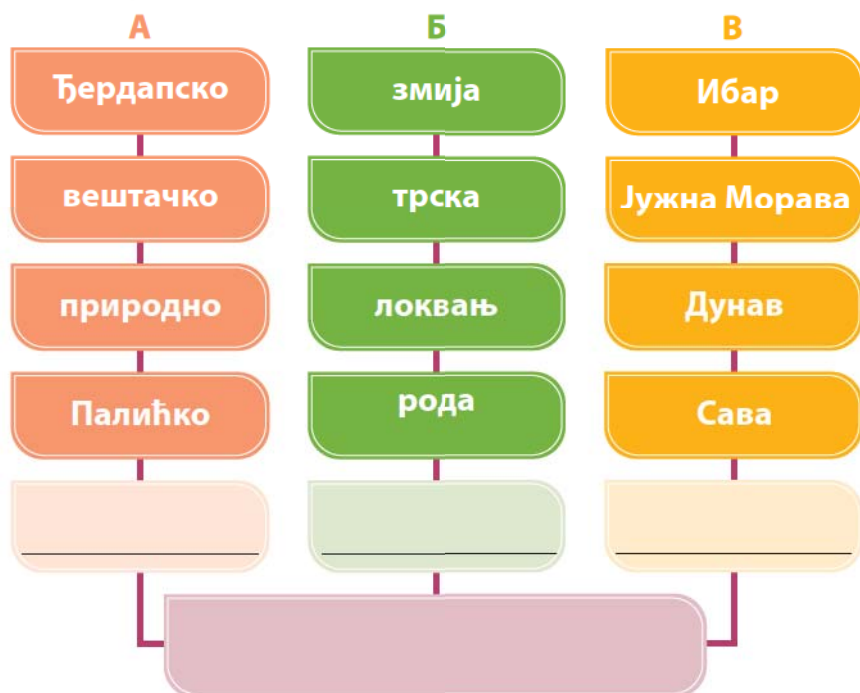 А
Б
В
Ђердапско
змија
Ибар
вештачко
трска
Јужна Морава
природно
локвањ
Дунав
Палићко
рода
Сава